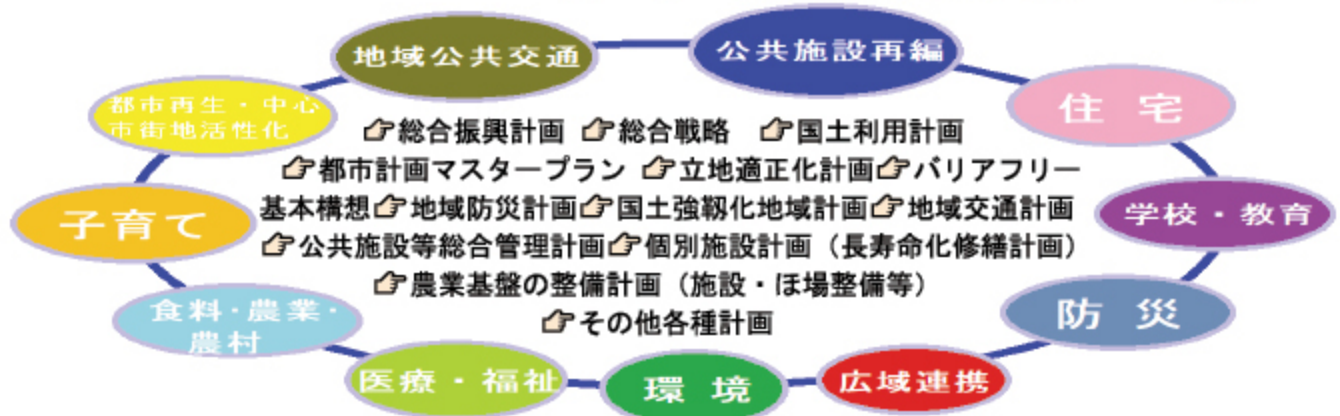 地域公共交通
公共施設再編
都市再生・中心
市街地活性化
住 宅
☞総合振興計画 ☞総合戦略 ☞国土利用計画
☞都市計画マスタープラン ☞立地適正化計画☞バリアフリー
基本構想☞地域防災計画☞国土強靱化地域計画☞地域交通計画
☞公共施設等総合管理計画☞個別施設計画（長寿命化修繕計画）
☞農業基盤の整備計画（施設・ほ場整備等）
☞その他各種計画
子育て
学校・教育
食料・農業・
農村
防 災
医療・福祉
環 境
広域連携